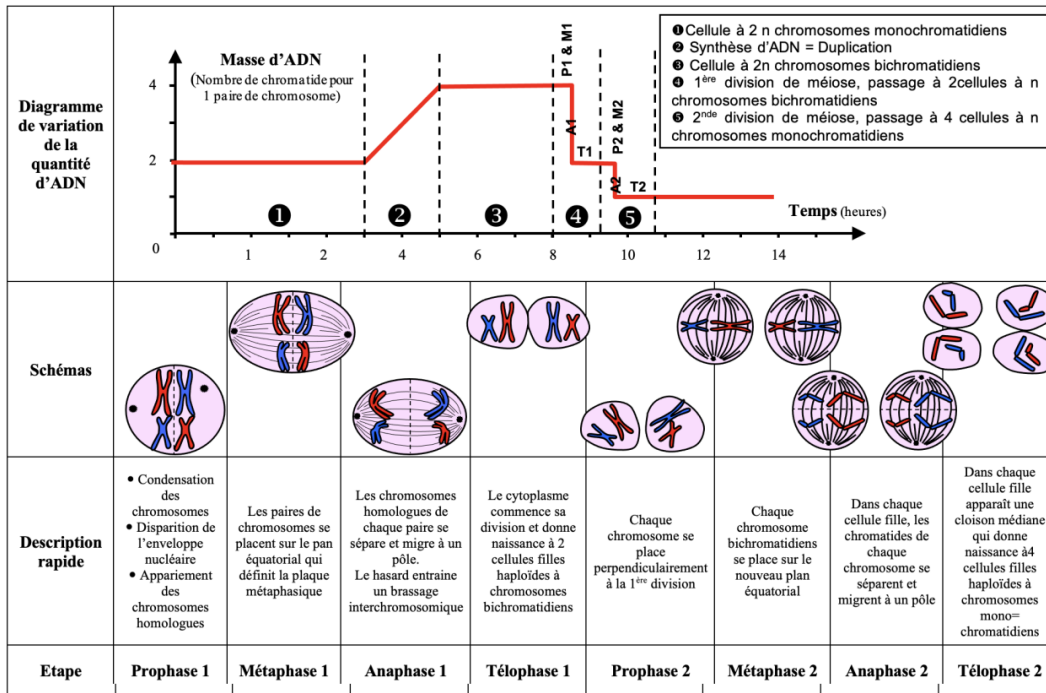 Diagramme
de variation
de la
quantité
d'ADN
Masse d'ADN
(Nombre de chromatide pour
1 paire de chromosome)
4
2
0
1
2
4
6
8
10
12
14
Temps (heures)
❶
❷
❸
❹
❺
P1 & M1
A1
T1
P2 & M2
A2
T2
❶Cellule à 2 n chromosomes monochromatidiens
❷ Synthèse d'ADN = Duplication
❸ Cellule à 2n chromosomes bichromatidiens
❹ 1ère division de méiose, passage à 2cellules à n
chromosomes bichromatidiens
❺ 2nde division de méiose, passage à 4 cellules à n
chromosomes monochromatidiens
Schémas
Description
rapide
• Condensation
des
chromosomes
• Disparition de
l'enveloppe
nucléaire
• Appariement
des
chromosomes
homologues
Les paires de
chromosomes se
placent sur le pan
équatorial qui
définit la plaque
métaphasique
Les chromosomes
homologues de
chaque paire se
sépare et migre à un
pôle.
Le hasard entraine
un brassage
interchromosomique
Le cytoplasme
commence sa
division et donne
naissance à 2
cellules filles
haploïdes à
chromosomes
bichromatidiens
Chaque
chromosome se
place
perpendiculairement
à la 1ère division
Chaque
chromosome
bichromatidiens
se place sur le
nouveau plan
équatorial
Dans chaque
cellule fille, les
chromatides de
chaque
chromosome se
séparent et
migrent à un pôle
Dans chaque
cellule fille
apparaît une
cloison médiane
qui donne
naissance à4
cellules filles
haploïdes à
chromosomes
mono=
chromatidiens
Etape
Prophase 1
Métaphase 1
Anaphase 1
Télophase 1
Prophase 2
Métaphase 2
Anaphase 2
Télophase 2